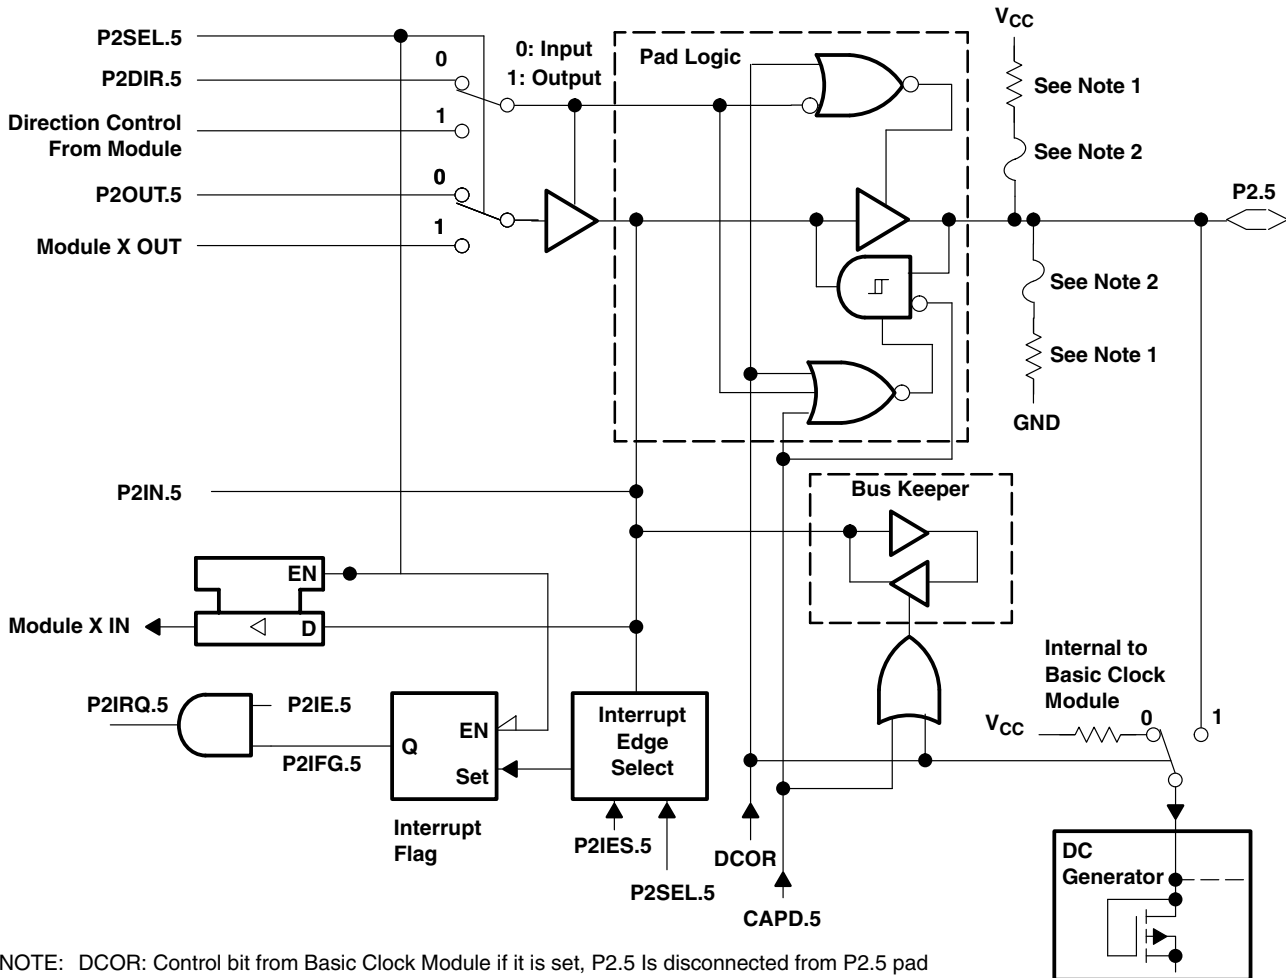 VCC
P2SEL.5
0: Input
1: Output
Pad Logic
0
P2DIR.5
See Note 1
Direction Control
From Module
1
See Note 2
0
P2OUT.5
P2.5
1
Module X OUT
See Note 2
See Note 1
GND
P2IN.5
Bus Keeper
EN
Module X IN
D
Internal to
Basic Clock
Module
0
1
VCC
P2IRQ.5
P2IE.5
EN
Q
P2IFG.5
Set
Interrupt
Edge
Select
Interrupt
Flag
P2IES.5
P2SEL.5
DCOR
CAPD.5
DC
Generator
NOTE: DCOR: Control bit from Basic Clock Module if it is set, P2.5 Is disconnected from P2.5 pad